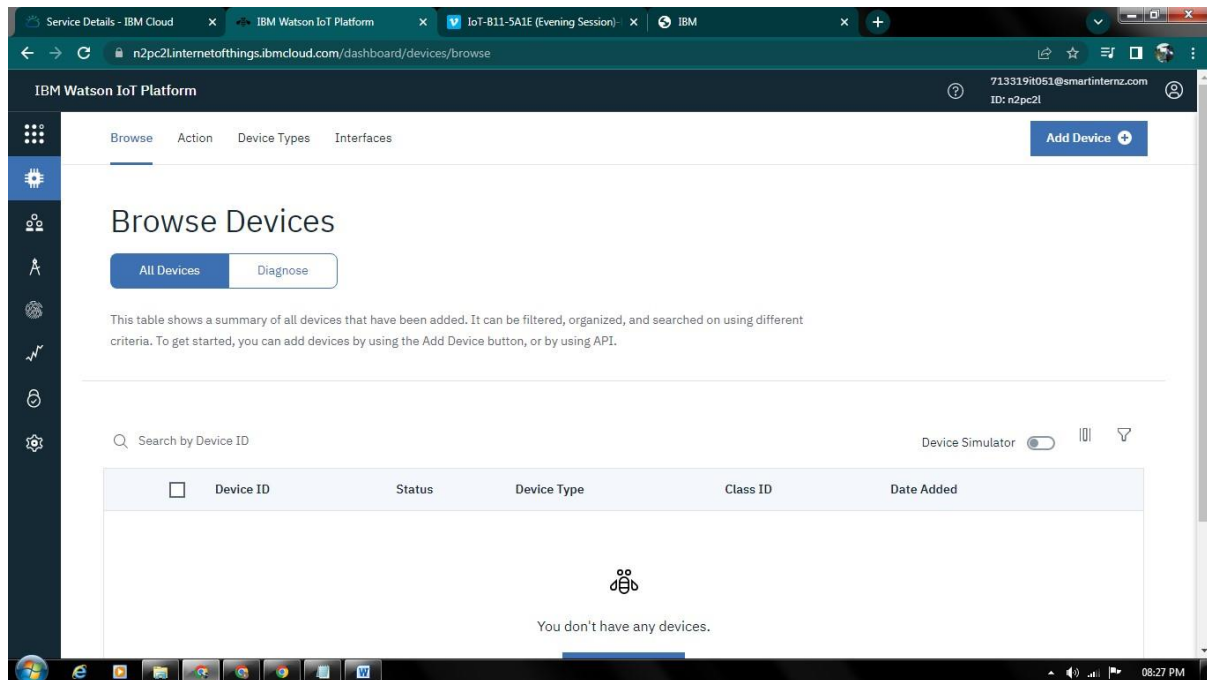 Service Details - IBM Cloud
IBM Watson IoT Platform
IoT-B11-5A1E (Evening Session)-
IBM
n2pc2l.internetofthings.ibmcloud.com/dashboard/devices/browse
IBM Watson IoT Platform
713319it051@smartinternz.com
ID: n2pc2l
Browse Action Device Types Interfaces
Add Device
Browse Devices
All Devices Diagnose
This table shows a summary of all devices that have been added. It can be filtered, organized, and searched on using different
criteria. To get started, you can add devices by using the Add Device button, or by using API.
Search by Device ID
Device Simulator
Device ID Status Device Type Class ID Date Added
You don't have any devices.
08:27 PM